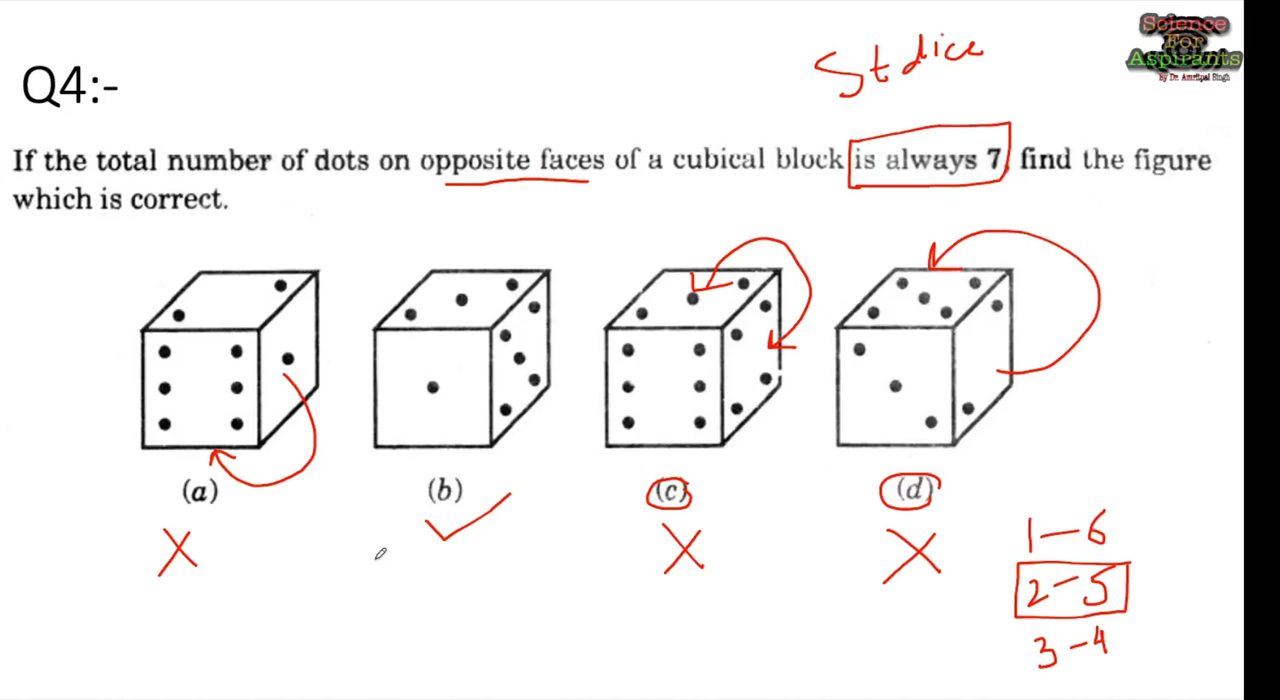 Science
For
Aspirants
By Dr. Amritpal Singh
St dice
Q4:-
If the total number of dots on opposite faces of a cubical block is always 7, find the figure
which is correct.
(a) (b) (c) (d)
1-6
2-5
3-4